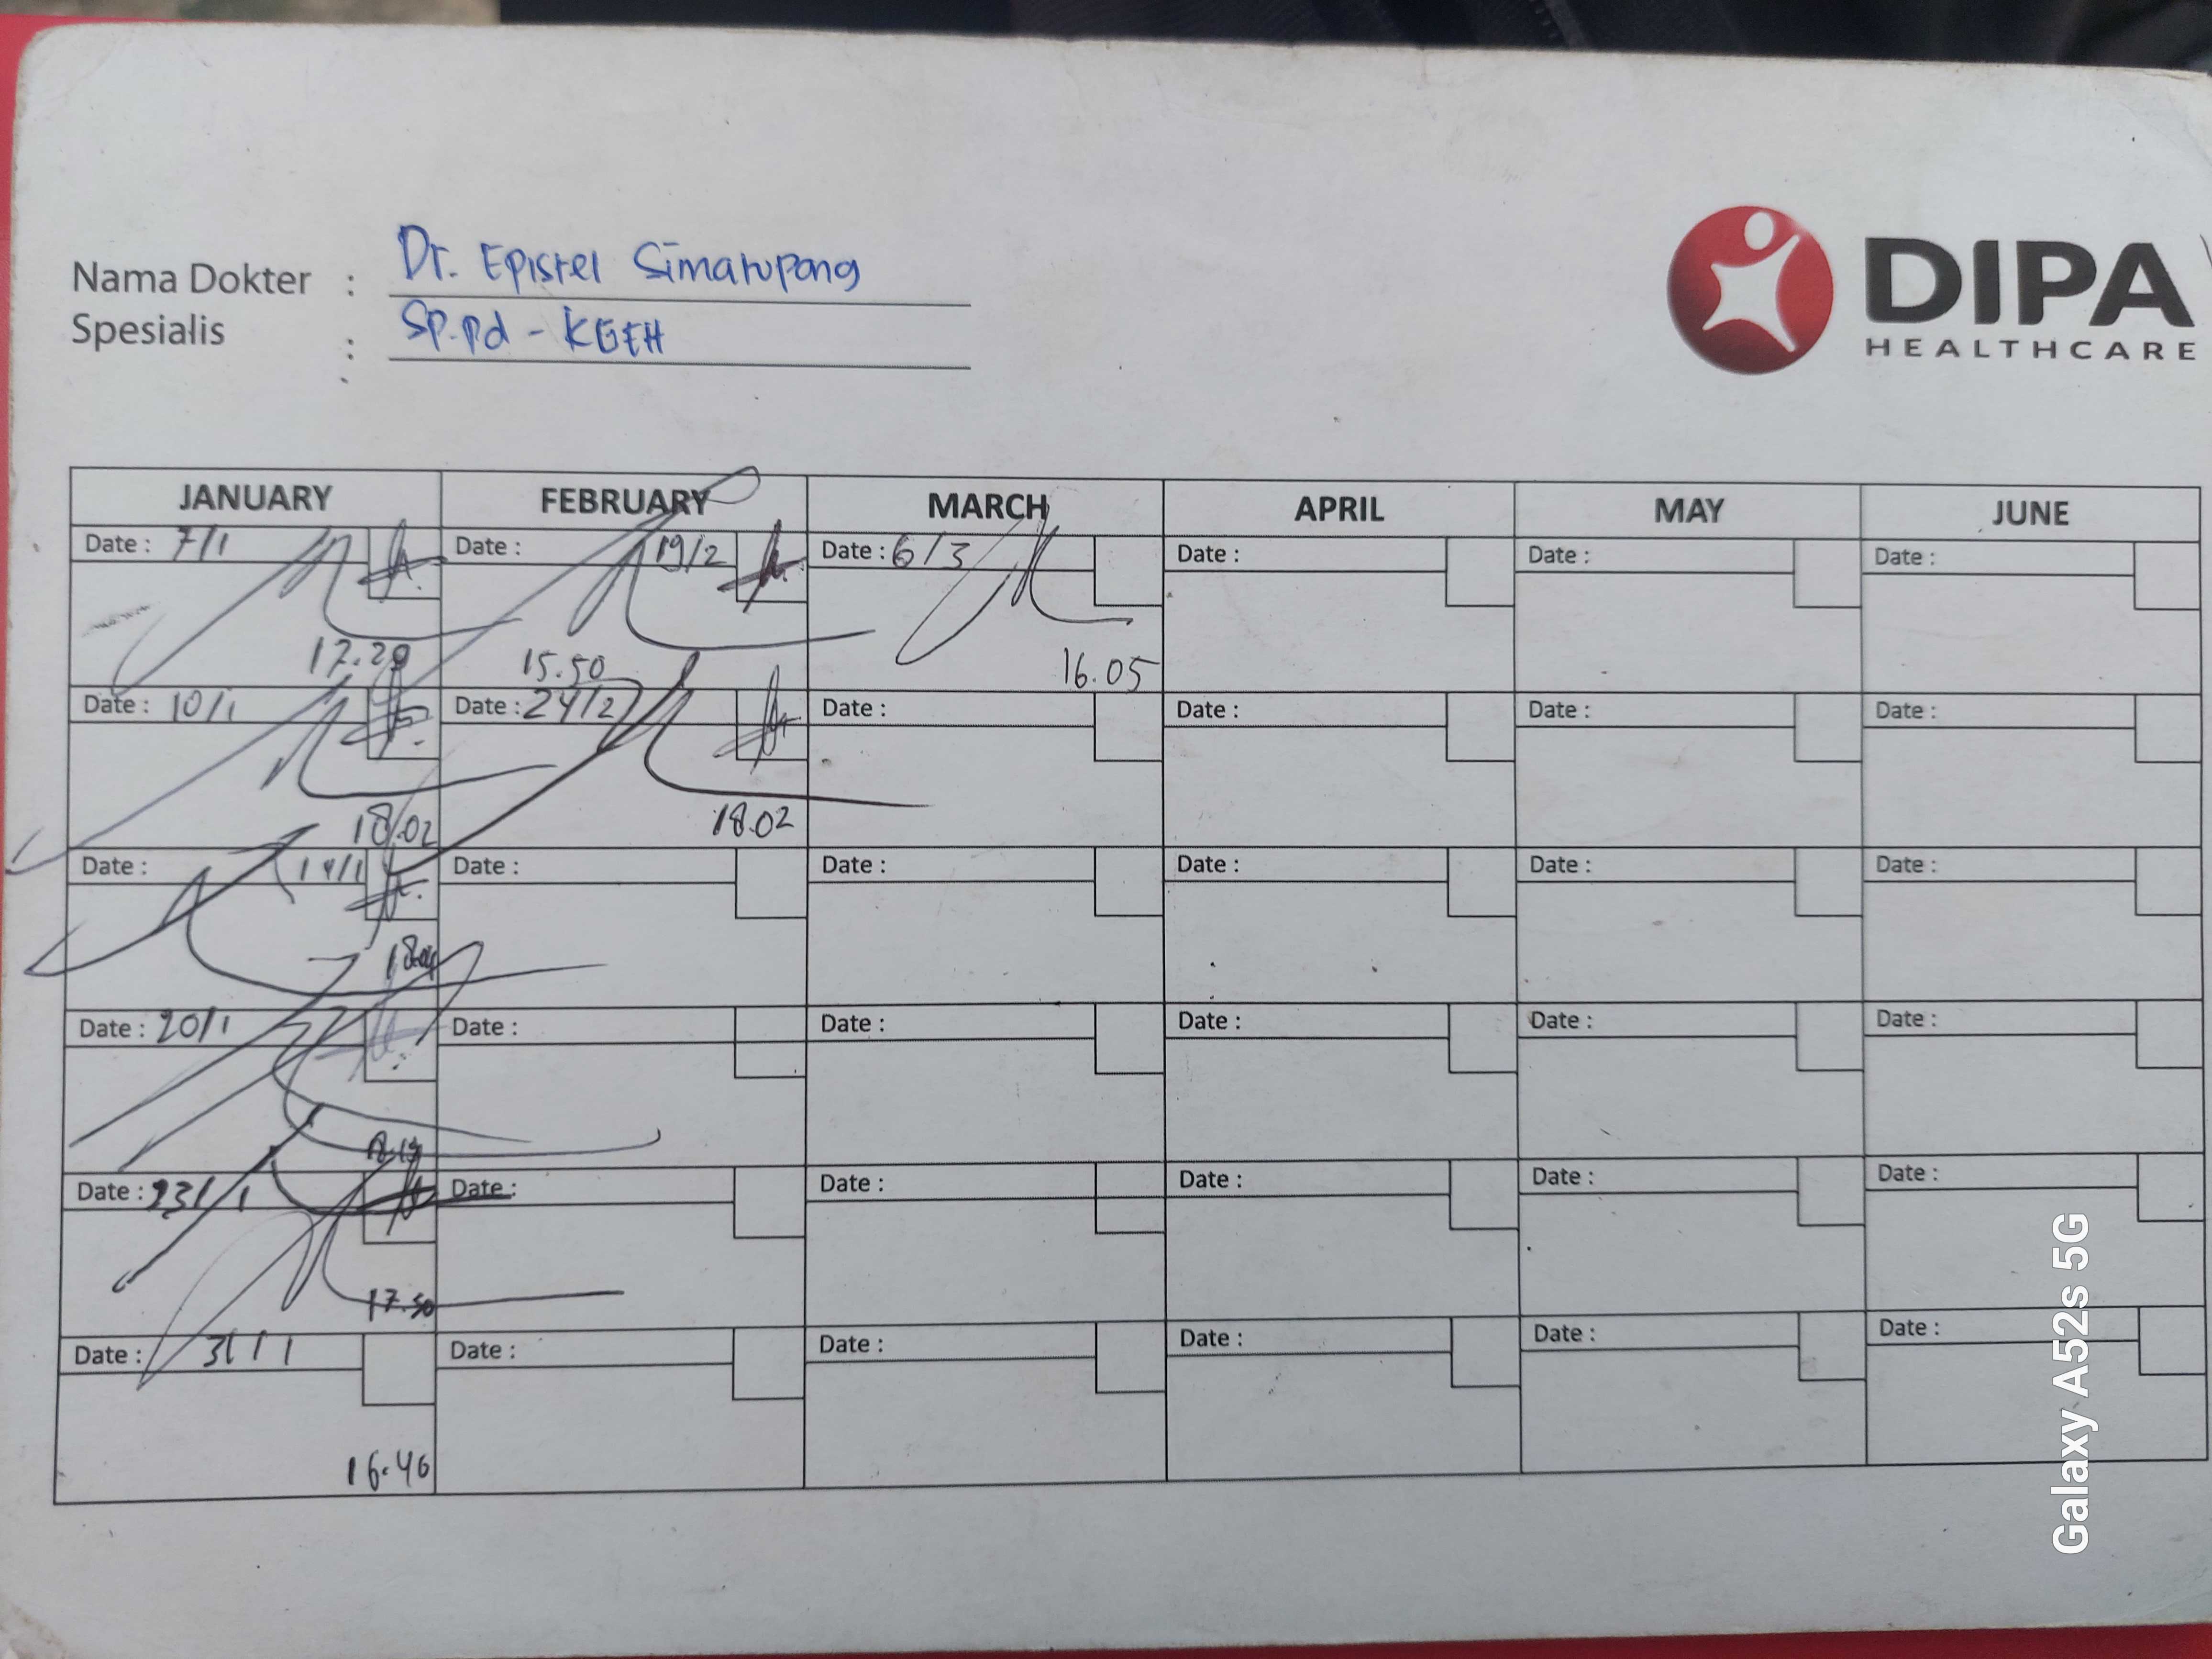 Nama Dokter : Dr. Epistel Simatupang
Spesialis : Sp.pd - KGEH
DIPA
HEALTHCARE
JANUARY FEBRUARY MARCH APRIL MAY JUNE
Date : 7/1 Date : 19/2 Date : 6/3 Date : Date : Date :
15.50 16.05
Date : 10/1 Date : 24/2 Date : Date : Date : Date :
18.02 18.02
Date : 14/1 Date : Date : Date : Date : Date :
Date : 20/1 Date : Date : Date : Date : Date :
Date : 23/1 Date : Date : Date : Date : Date :
17.50
Date : 31/1 Date : Date : Date : Date : Date :
16.46
Galaxy A52s 5G